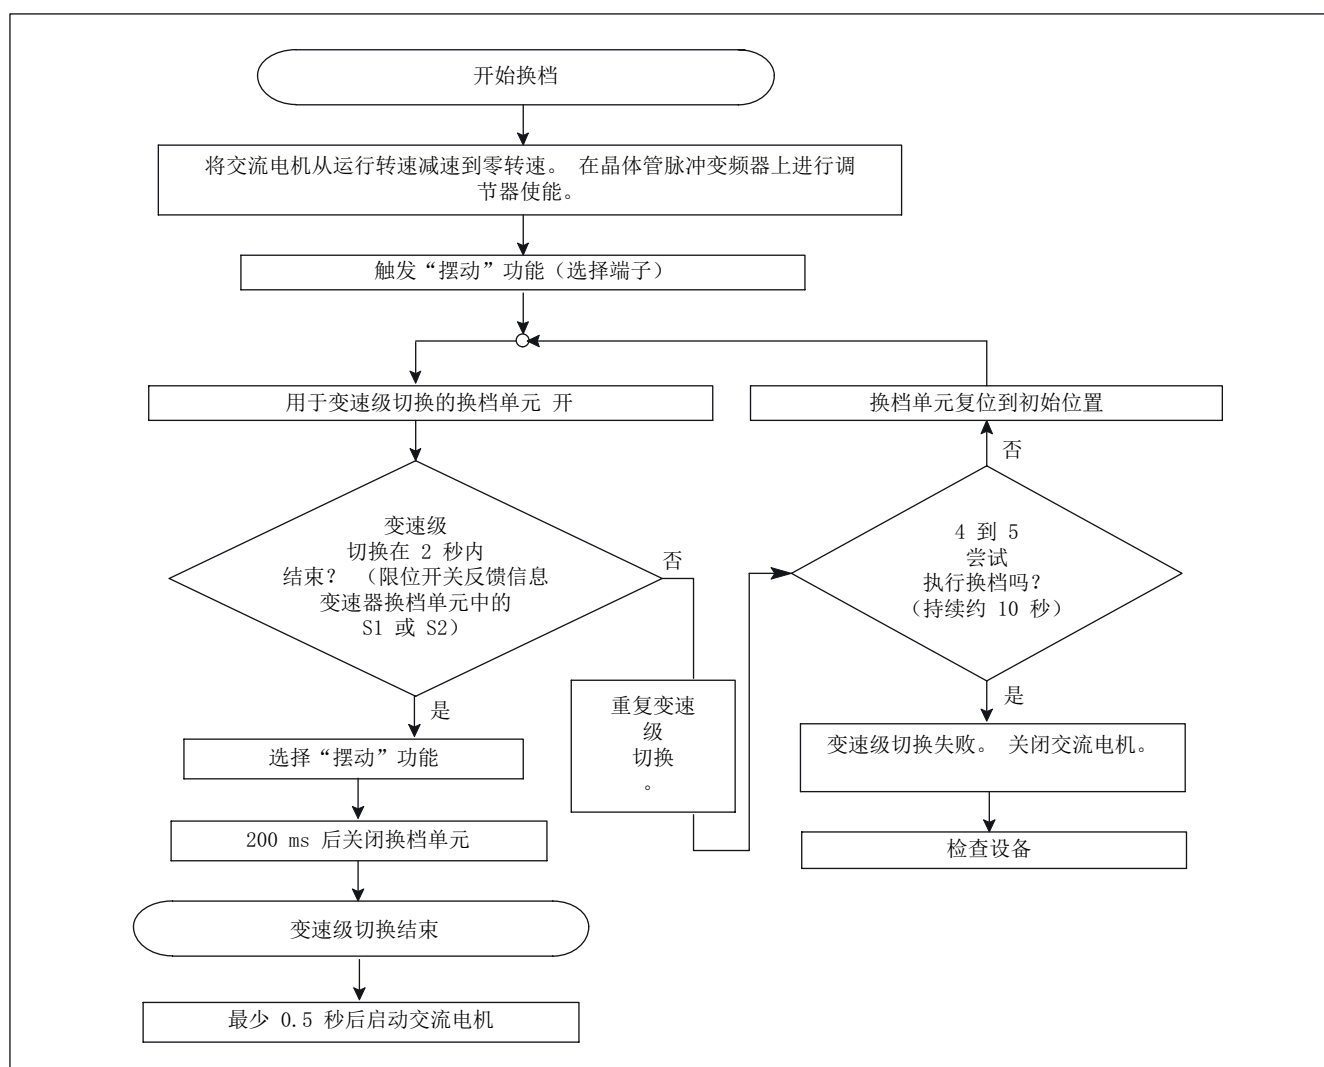 开始换档
将交流电机从运行转速减速到零转速。 在晶体管脉冲变频器上进行调
节器使能。
触发“摆动”功能（选择端子）
用于变速级切换的换档单元 开
换档单元复位到初始位置
否
变速级
切换在 2 秒内
结束？ （限位开关反馈信息
变速器换档单元中的
S1 或 S2）
否
4 到 5
尝试
执行换档吗？
（持续约 10 秒）
是
重复变速
级
切换
。
是
变速级切换失败。 关闭交流电机。
选择“摆动”功能
200 ms 后关闭换档单元
检查设备
变速级切换结束
最少 0.5 秒后启动交流电机